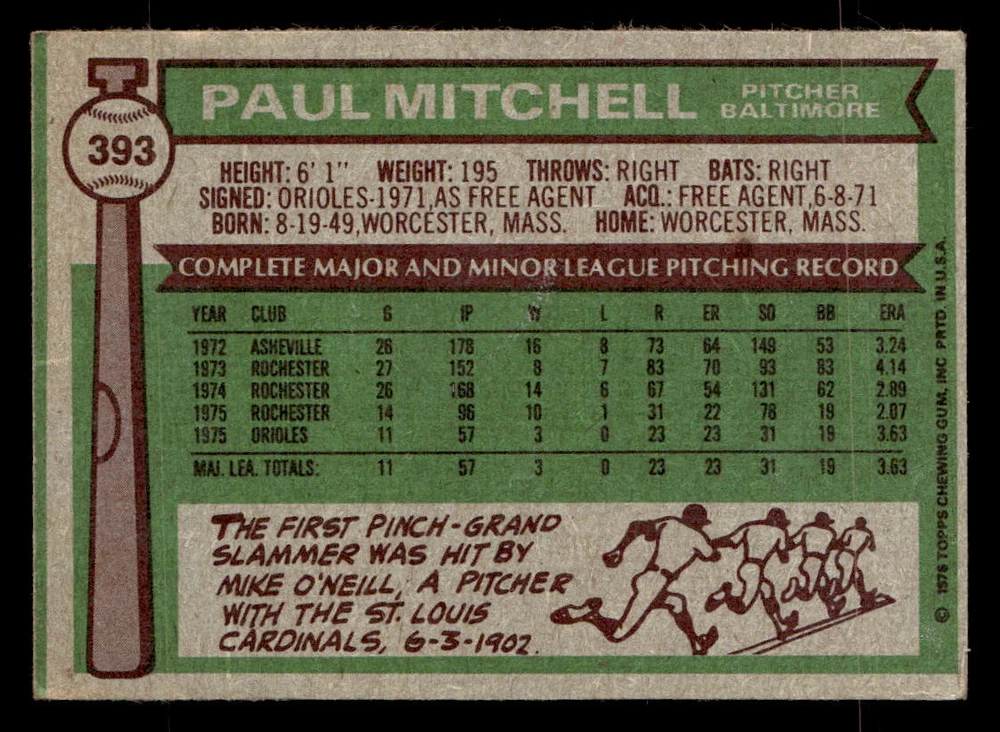 PAUL MITCHELL
PITCHER
BALTIMORE
393
HEIGHT: 6' 1" WEIGHT: 195 THROWS: RIGHT BATS: RIGHT
SIGNED: ORIOLES-1971, AS FREE AGENT ACQ.: FREE AGENT, 6-8-71
BORN: 8-19-49, WORCESTER, MASS. HOME: WORCESTER, MASS.
COMPLETE MAJOR AND MINOR LEAGUE PITCHING RECORD
YEAR CLUB G IP W L R ER SO BB ERA
1972 ASHEVILLE 26 178 16 8 73 64 149 53 3.24
1973 ROCHESTER 27 152 8 7 83 70 93 83 4.14
1974 ROCHESTER 26 168 14 6 67 54 131 62 2.89
1975 ROCHESTER 14 96 10 1 31 22 78 19 2.07
1975 ORIOLES 11 57 3 0 23 23 31 19 3.63
MAJ. LEA. TOTALS: 11 57 3 0 23 23 31 19 3.63
THE FIRST PINCH-GRAND
SLAMMER WAS HIT BY
MIKE O'NEILL, A PITCHER
WITH THE ST. LOUIS
CARDINALS, 6-3-1902.
© 1976 TOPPS CHEWING GUM, INC PRTD. IN U.S.A.